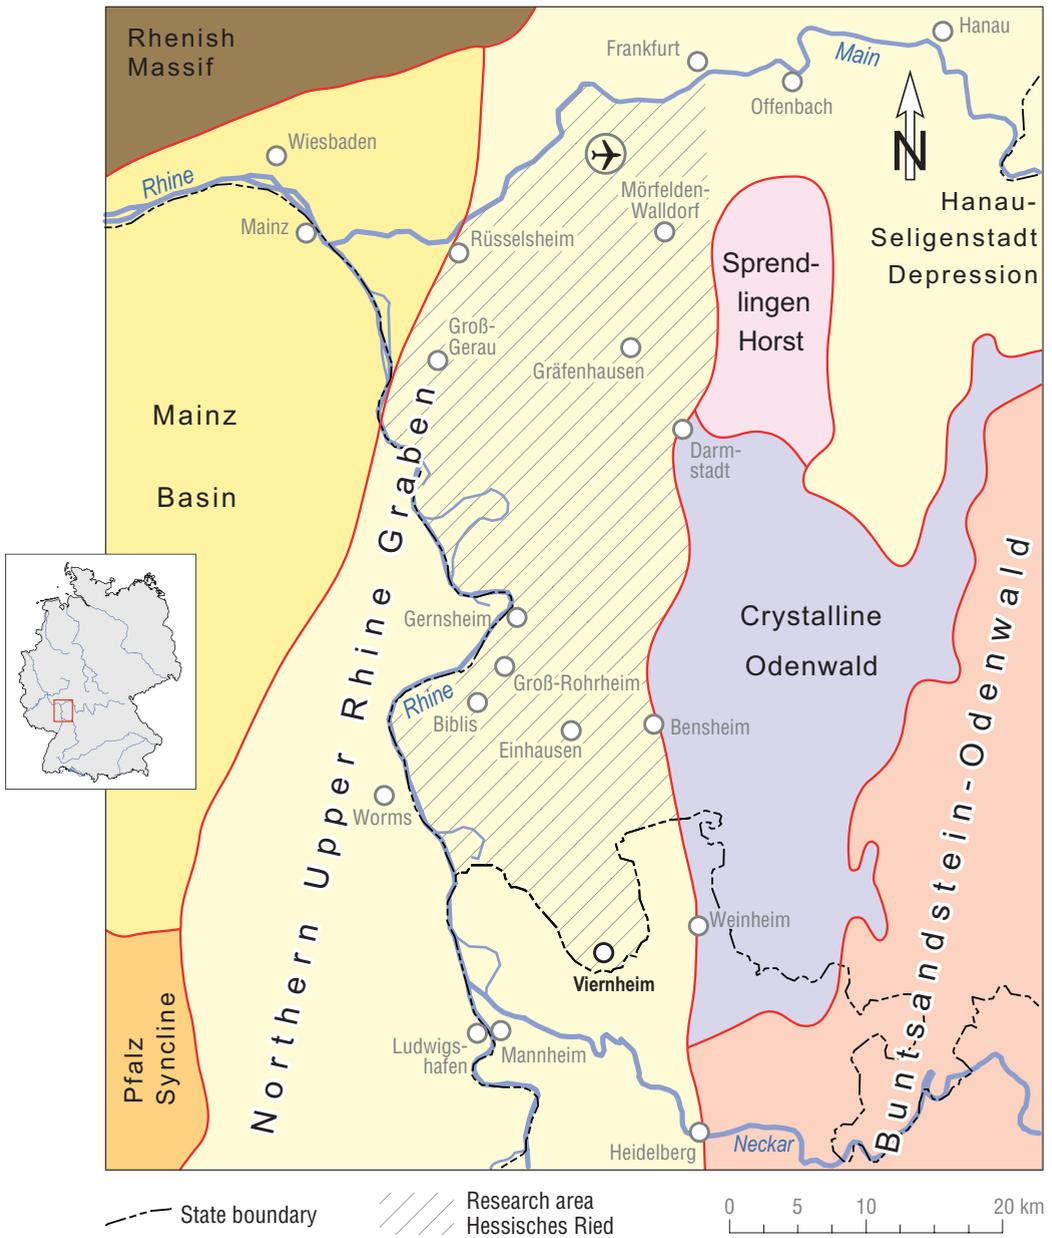 Rhenish
Massif
Frankfurt
Hanau
Main
Offenbach
Wiesbaden
Rhine
N
Mörfelden-
Walldorf
Hanau-
Seligenstadt
Depression
Mainz
Rüsselsheim
Sprend-
lingen
Horst
Groß-
Gerau
Gräfenhausen
Mainz
Basin
Darm-
stadt
Northern Upper Rhine Graben
Crystalline
Odenwald
Gernsheim
Groß-Rohrheim
Rhine
Biblis
Einhausen
Bensheim
Buntsandstein-Odenwald
Worms
Weinheim
Viernheim
Pfalz
Syncline
Ludwigs-
hafen
Mannheim
Heidelberg
Neckar
State boundary
Research area
Hessisches Ried
0 5 10 20 km